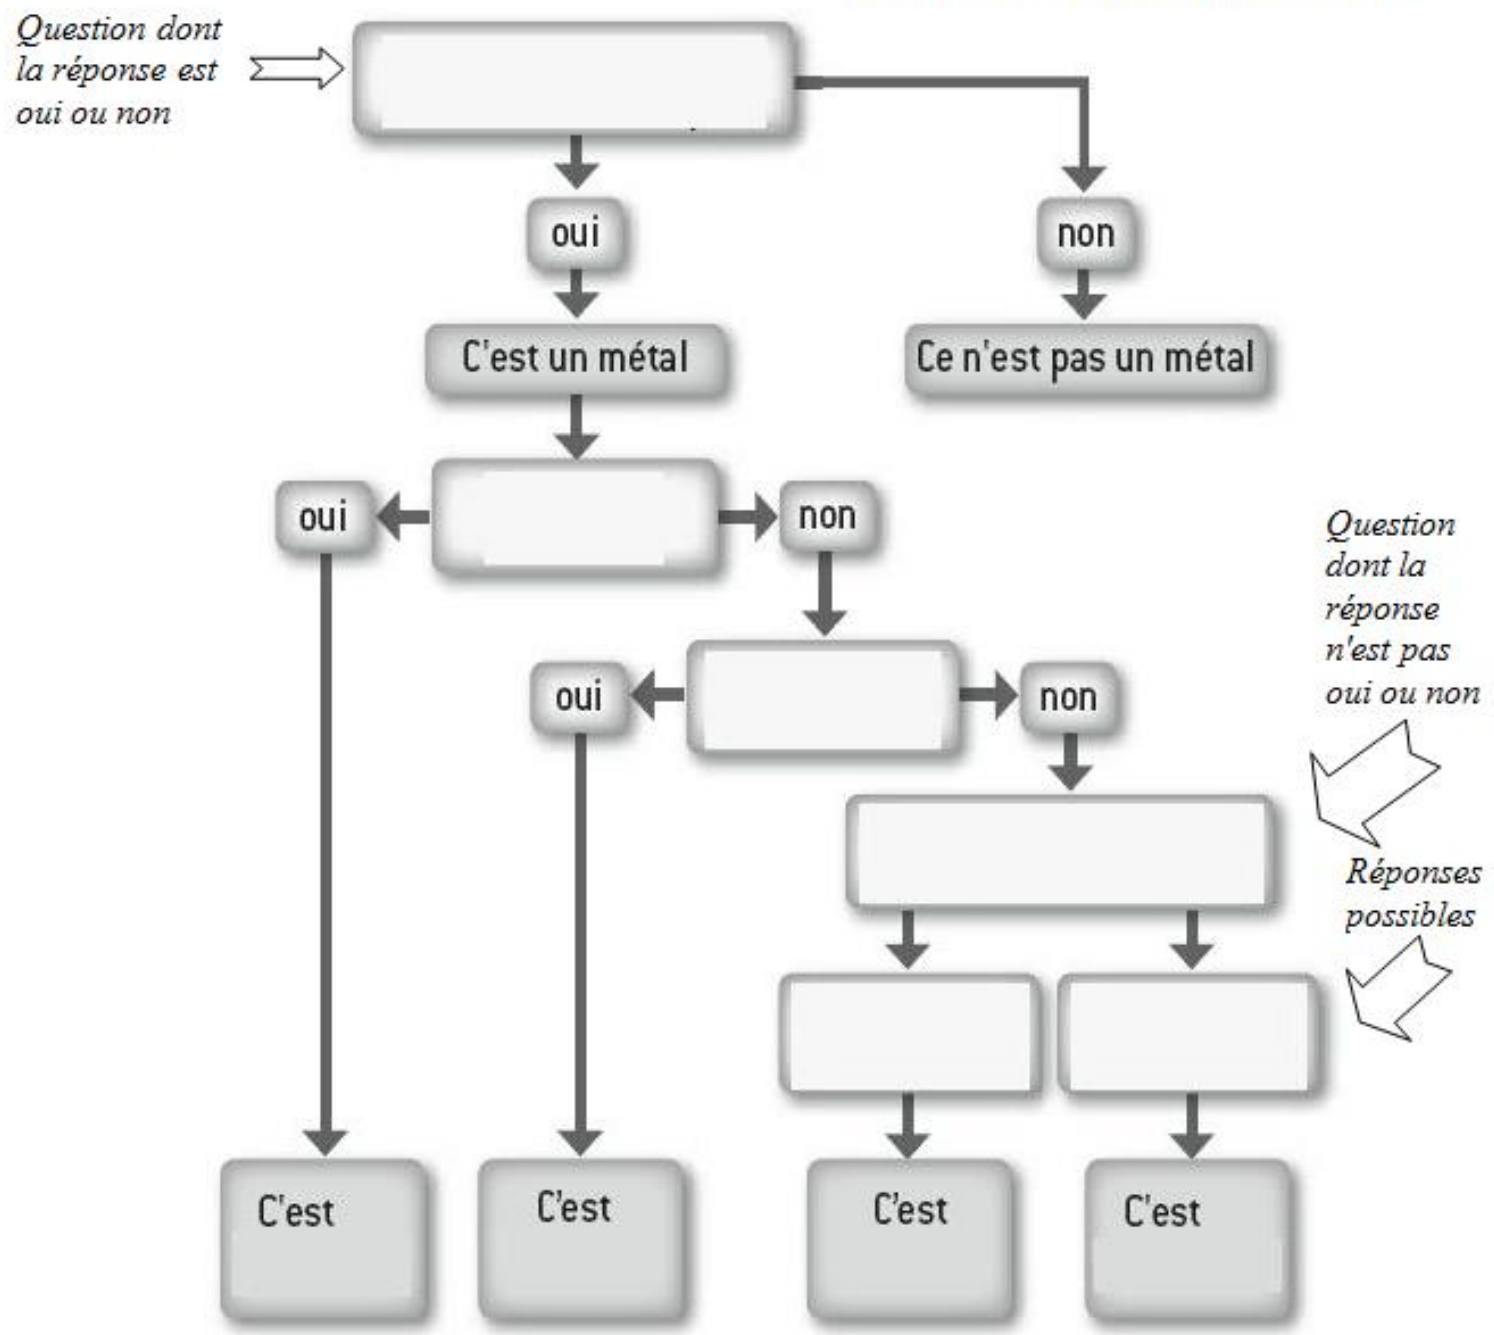 Question dont
la réponse est
oui ou non
oui
non
C'est un métal
Ce n'est pas un métal
oui
non
Question
dont la
réponse
n'est pas
oui ou non
oui
non
Réponses
possibles
C'est
C'est
C'est
C'est